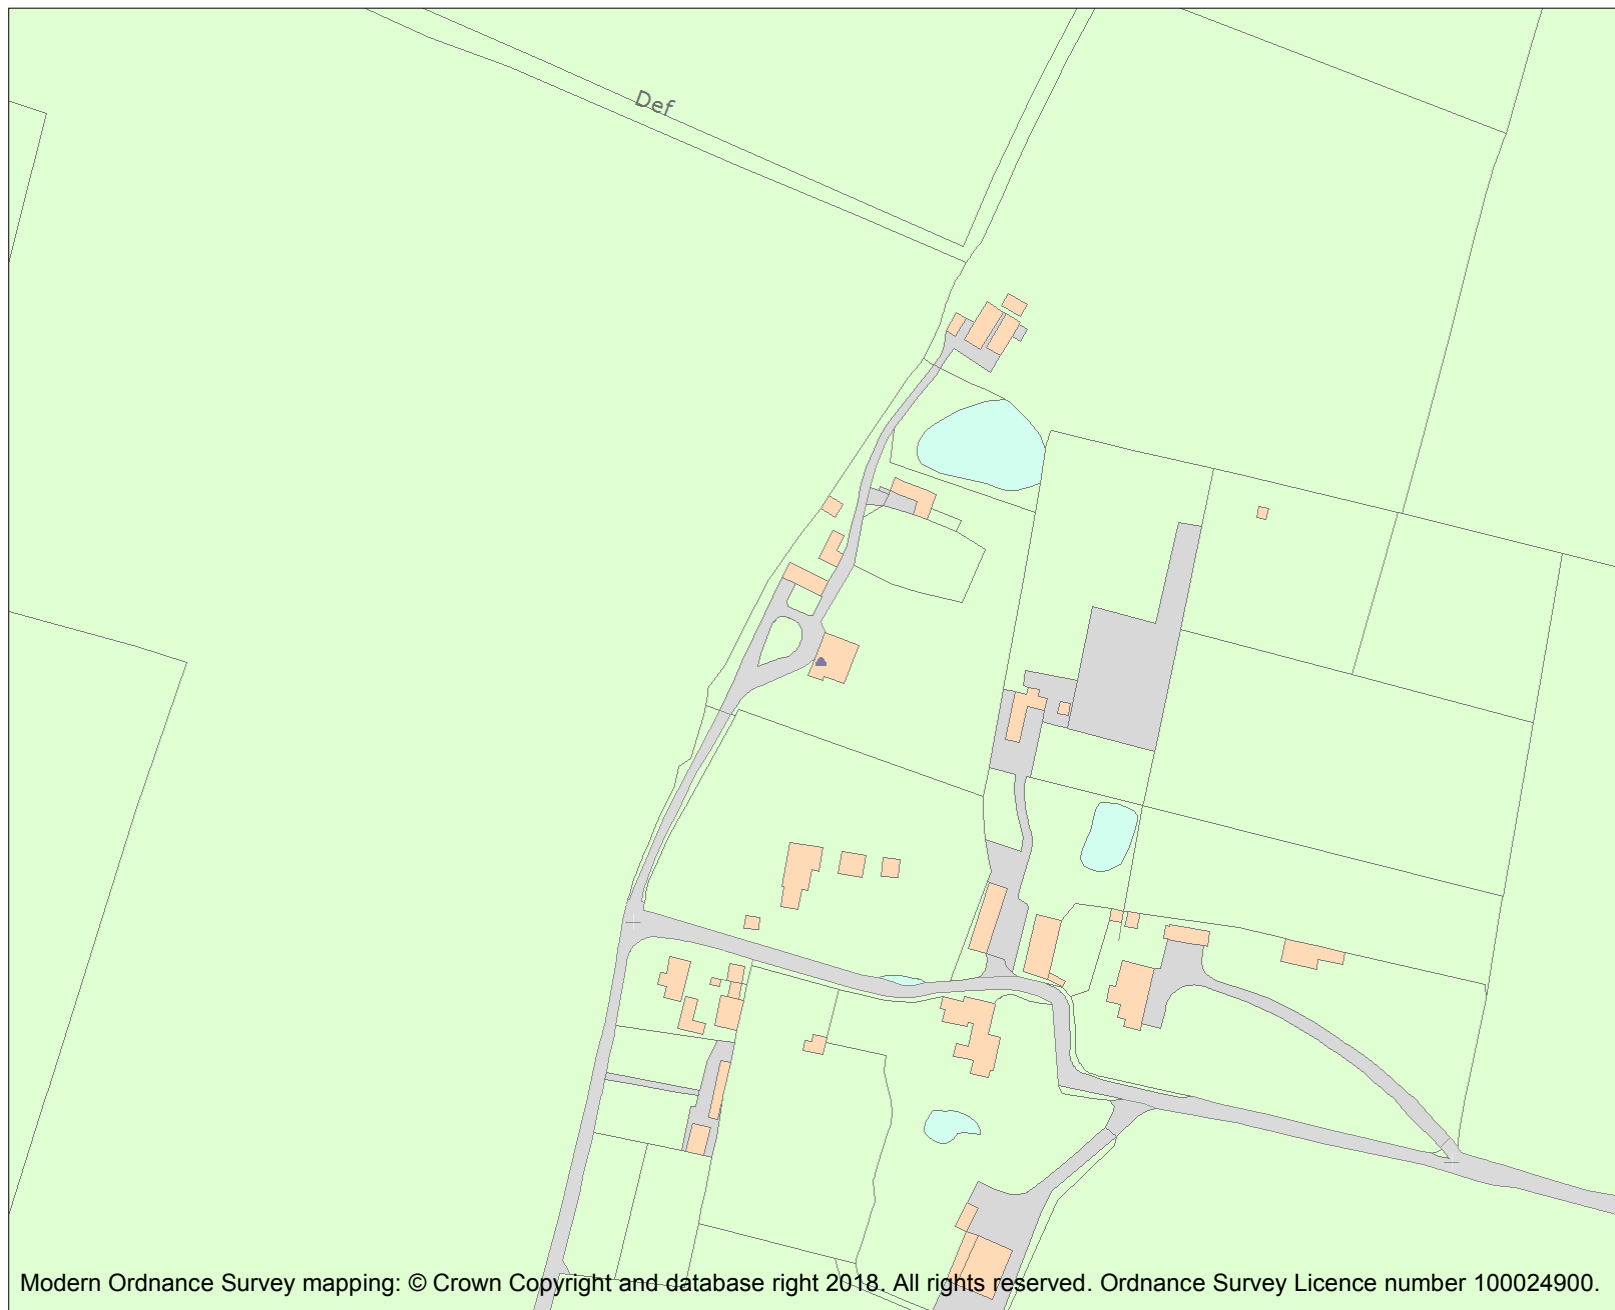 Def
Modern Ordnance Survey mapping: © Crown Copyright and database right 2018. All rights reserved. Ordnance Survey Licence number 100024900.